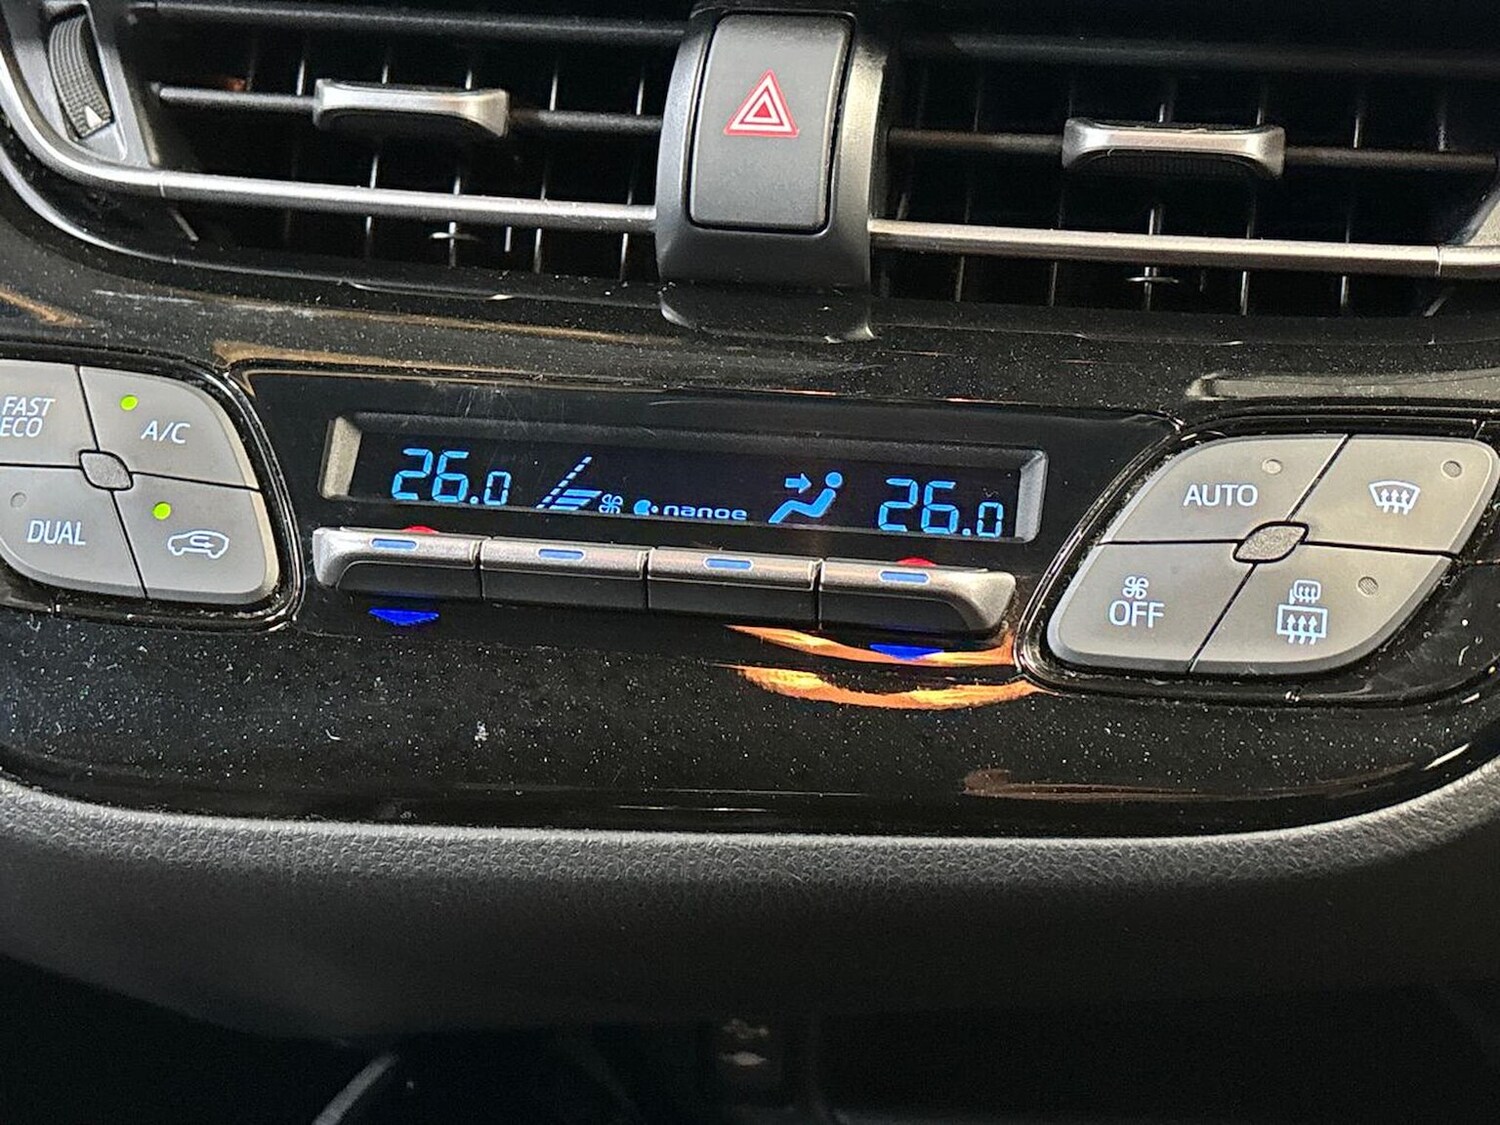 FAST
ECO
A/C
DUAL
26.0
nanoe
26.0
AUTO
OFF